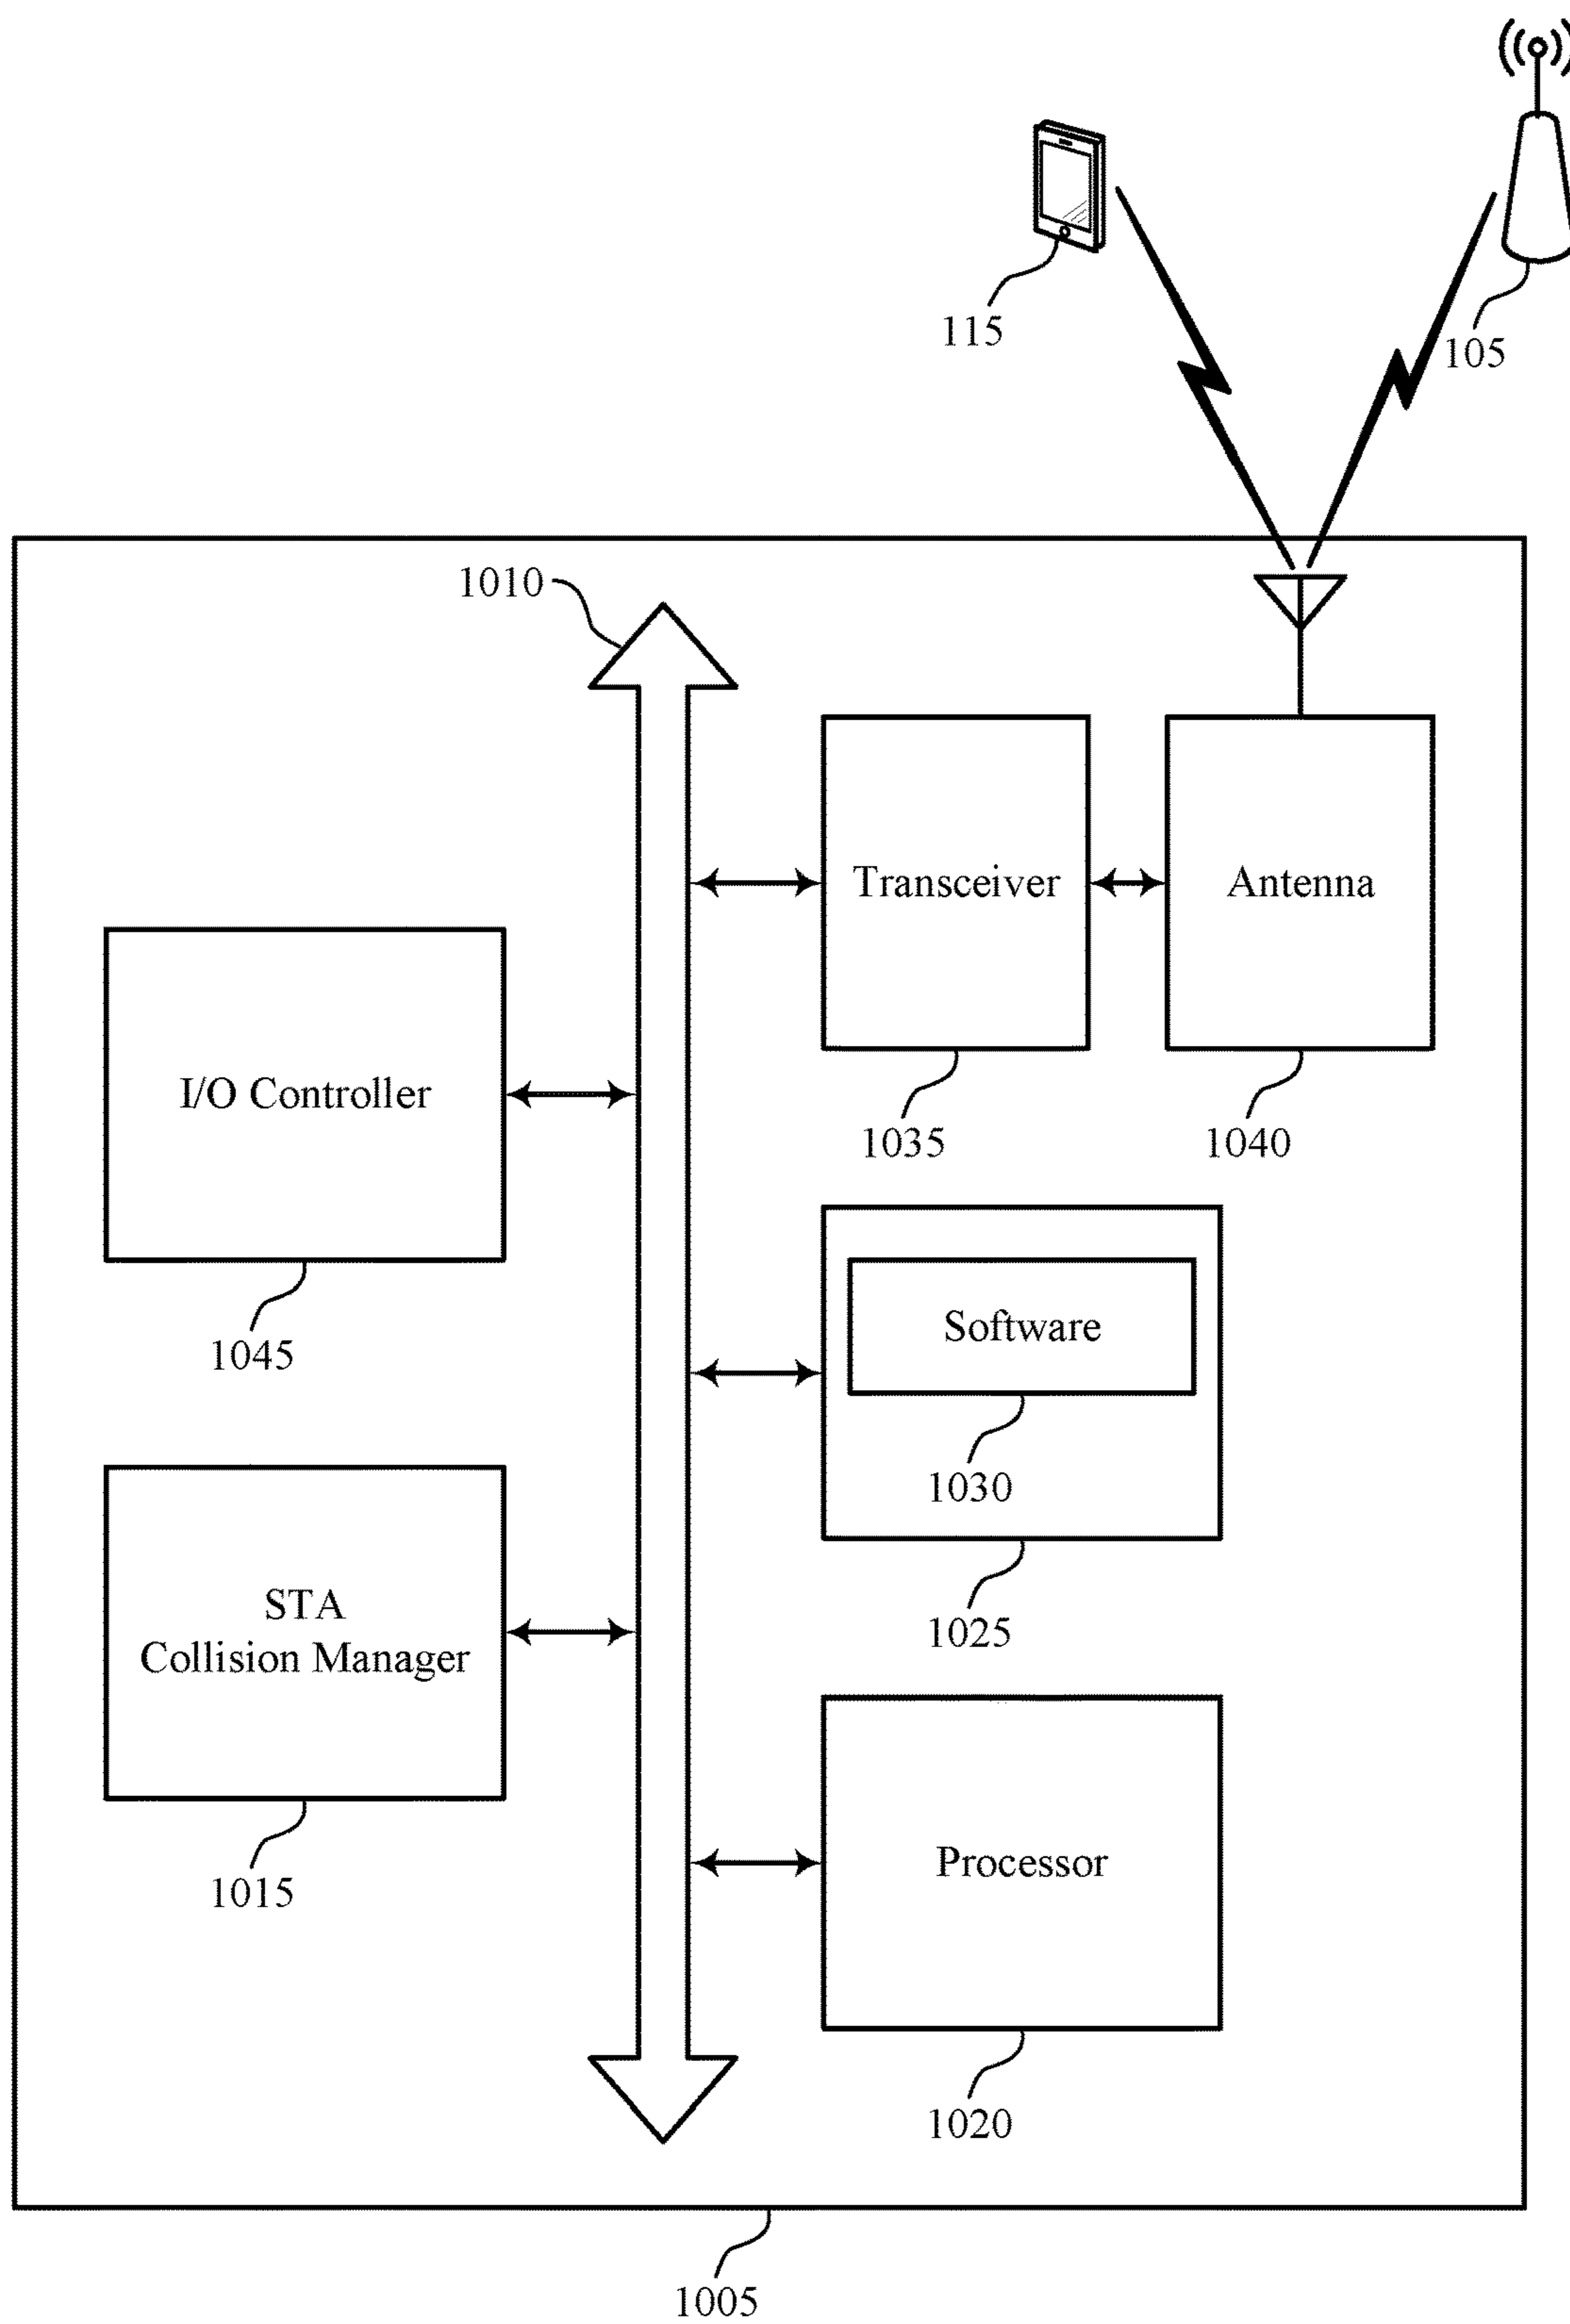 115
105
1010
Transceiver
Antenna
I/O Controller
1035
1040
Software
1045
1030
STA
Collision Manager
1025
Processor
1015
1020
1005